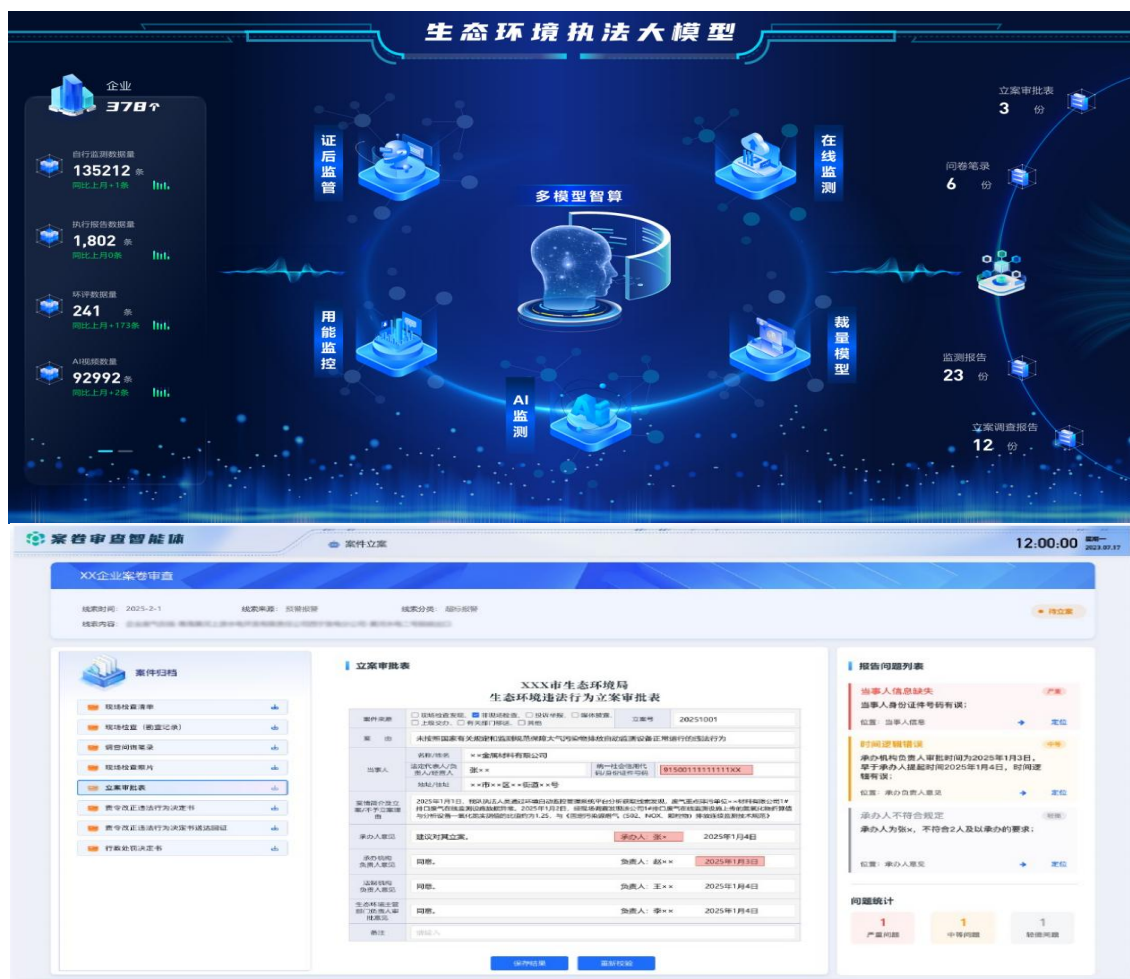 生态环境执法大模型
企业
378个
自行监测数据量
135212 条
同比上月+1条
执行报告数据量
1,802 条
同比上月0条
环评数据量
241 条
同比上月+173条
AI视频数量
92992 条
同比上月+2条
证后监管
在线监测
多模型智算
用能监控
裁量模型
AI监测
立案审批表
3 份
问卷笔录
6 份
监测报告
23 份
立案调查报告
12 份
案卷审查智能体
案件立案
12:00:00 星期一 2023.07.17
XX企业案卷审查
线索时间: 2025-2-1 线索来源: 预警报警 线索分类: 超标报警
线索内容:
待立案
案件归档
现场检查清单
现场检查（勘查记录）
调查问询笔录
现场检查照片
立案审批表
责令改正违法行为决定书
责令改正违法行为决定书送达回证
行政处罚决定书
立案审批表
XXX市生态环境局
生态环境违法行为立案审批表
案件来源 现场检查发现、 非现场检查、 投诉举报、 媒体披露、 立案号 20251001
上级交办、 有关部门移送、 其他
案 由 未按照国家有关规定和监测规范保障大气污染物排放自动监测设备正常运行的违法行为
当事人
名称/姓名 ××金属材料有限公司
法定代表人/负责人/经营人 张×× 统一社会信用代码/身份证件号码 91500111111111XX
地址/住址 ××市××区××街道××号
承办人意见 建议对其立案。 承办人: 张× 2025年1月4日
承办机构负责人意见 同意。 负责人: 赵×× 2025年1月3日
法制机构负责人意见 同意。 负责人: 王×× 2025年1月4日
生态环境主管部门负责人审批意见 同意。 负责人: 李×× 2025年1月4日
备注 请输入
保存结果 重新校验
报告问题列表
当事人信息缺失 严重
当事人身份证件号码有误；
位置: 当事人信息 定位
时间逻辑错误 中等
承办机构负责人审批时间为2025年1月3日，
早于承办人提起时间2025年1月4日，时间逻
辑有误；
位置: 承办负责人意见 定位
承办人不符合规定 轻微
承办人为张x，不符合2人及以承办的要求；
位置: 承办人意见 定位
问题统计
1 1 1
严重问题 中等问题 轻微问题